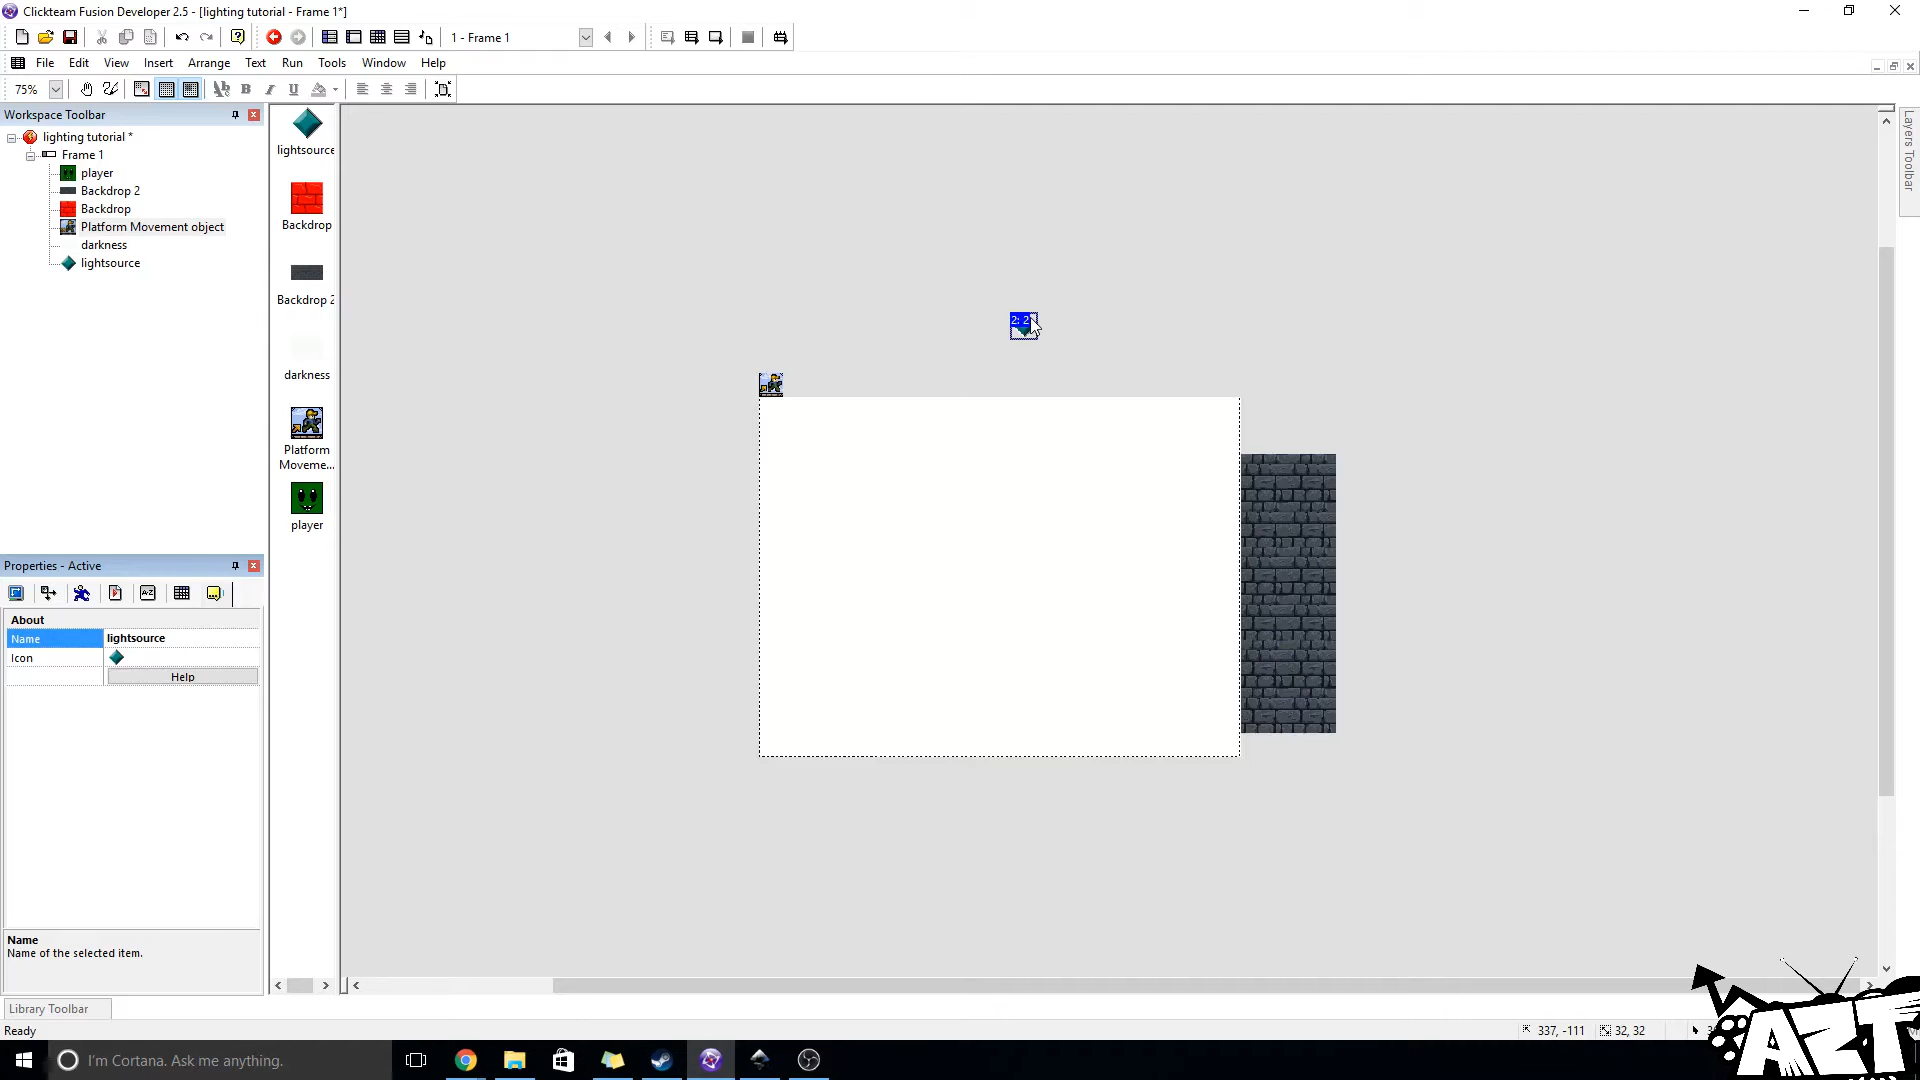 Clickteam Fusion Developer 2.5 - [lighting tutorial - Frame 1*]
1 - Frame 1
File Edit View Insert Arrange Text Run Tools Window Help
75%
Workspace Toolbar
lighting tutorial *
Frame 1
player
Backdrop 2
Backdrop
Platform Movement object
darkness
lightsource
lightsource
Backdrop
Backdrop 2
darkness
Platform
Moveme...
player
2: 2
Layers Toolbar
Properties - Active
About
Name lightsource
Icon
Help
Name
Name of the selected item.
Library Toolbar
Ready
337, -111
32, 32
I'm Cortana. Ask me anything.
AZT